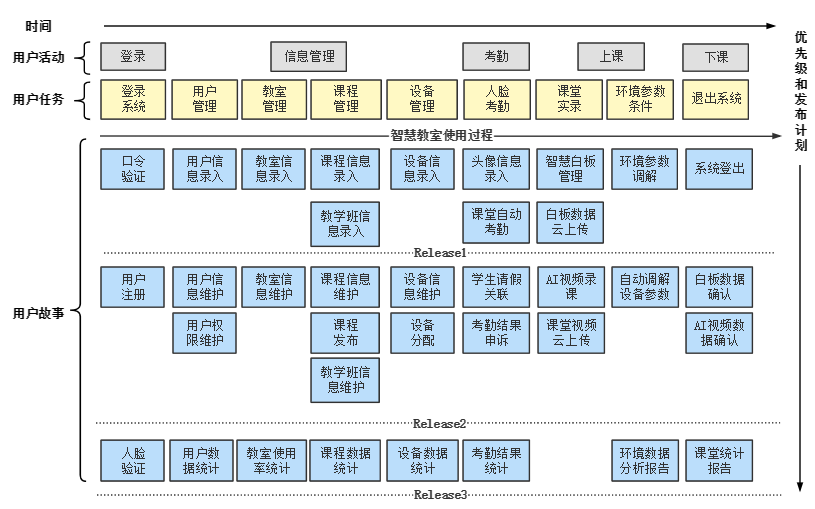 时间
优先级和发布计划
用户活动
登录
信息管理
考勤
上课
下课
用户任务
登录
系统
用户
管理
教室
管理
课程
管理
设备
管理
人脸
考勤
课堂
实录
环境参数
条件
退出系统
智慧教室使用过程
用户故事
口令
验证
用户信
息录入
教室信
息录入
课程信息
录入
设备信
息录入
头像信息
录入
智慧白板
管理
环境参数
调解
系统登出
教学班信
息录入
课堂自动
考勤
白板数据
云上传
Release1
用户
注册
用户信
息维护
教室信
息维护
课程信息
维护
设备信
息维护
学生请假
关联
AI视频录
课
自动调解
设备参数
白板数据
确认
用户权
限维护
课程
发布
设备
分配
考勤结果
申诉
课堂视频
云上传
AI视频数
据确认
教学班信
息维护
Release2
人脸
验证
用户数
据统计
教室使用
率统计
课程数据
统计
设备数据
统计
考勤结果
统计
环境数据
分析报告
课堂统计
报告
Release3